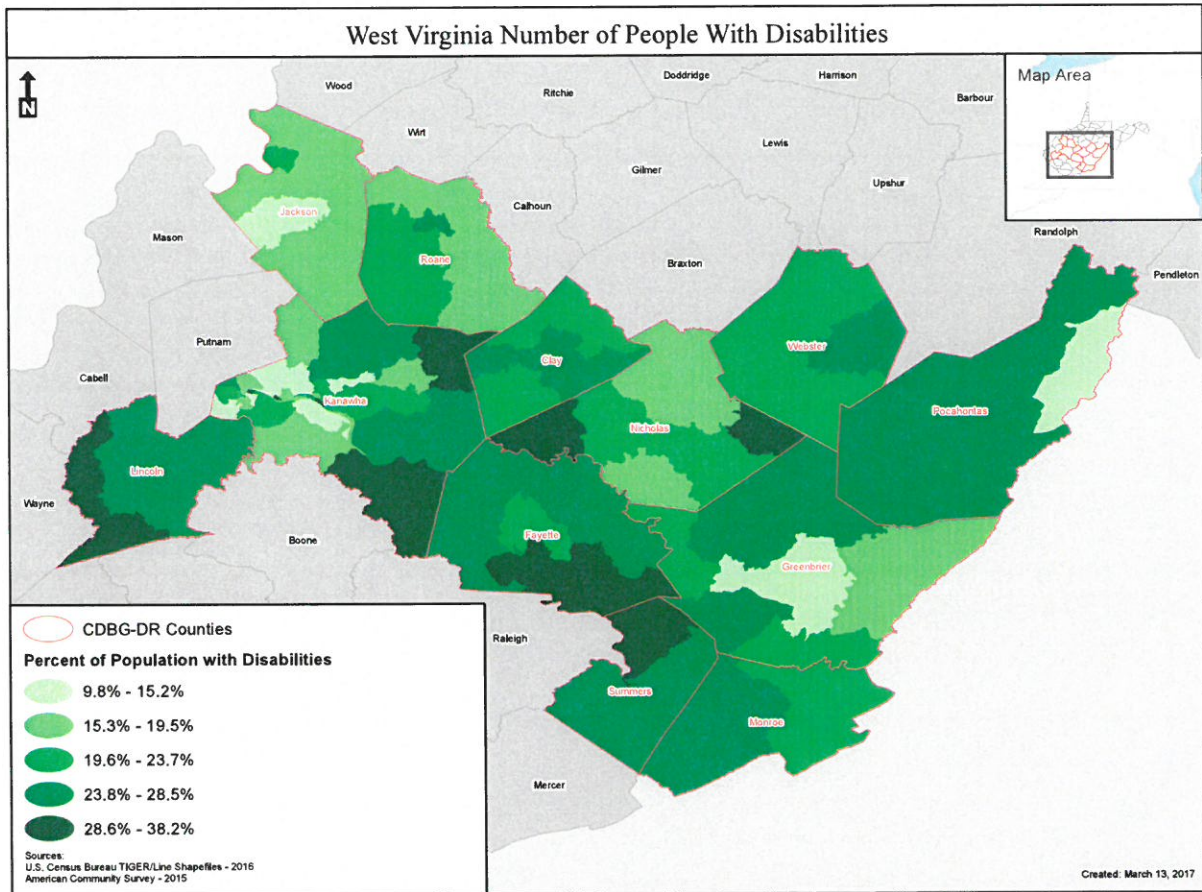 West Virginia Number of People With Disabilities
N
Map Area
Wood
Doddridge
Harrison
Ritchie
Barbour
Wirt
Lewis
Gilmer
Upshur
Calhoun
Jackson
Mason
Randolph
Roane
Braxton
Pendleton
Putnam
Webster
Clay
Cabell
Kanawha
Pocahontas
Nicholas
Lincoln
Wayne
Fayette
Boone
Greenbrier
Raleigh
Summers
Monroe
Mercer
CDBG-DR Counties
Percent of Population with Disabilities
9.8% - 15.2%
15.3% - 19.5%
19.6% - 23.7%
23.8% - 28.5%
28.6% - 38.2%
Sources:
U.S. Census Bureau TIGER/Line Shapefiles - 2016
American Community Survey - 2015
Created: March 13, 2017